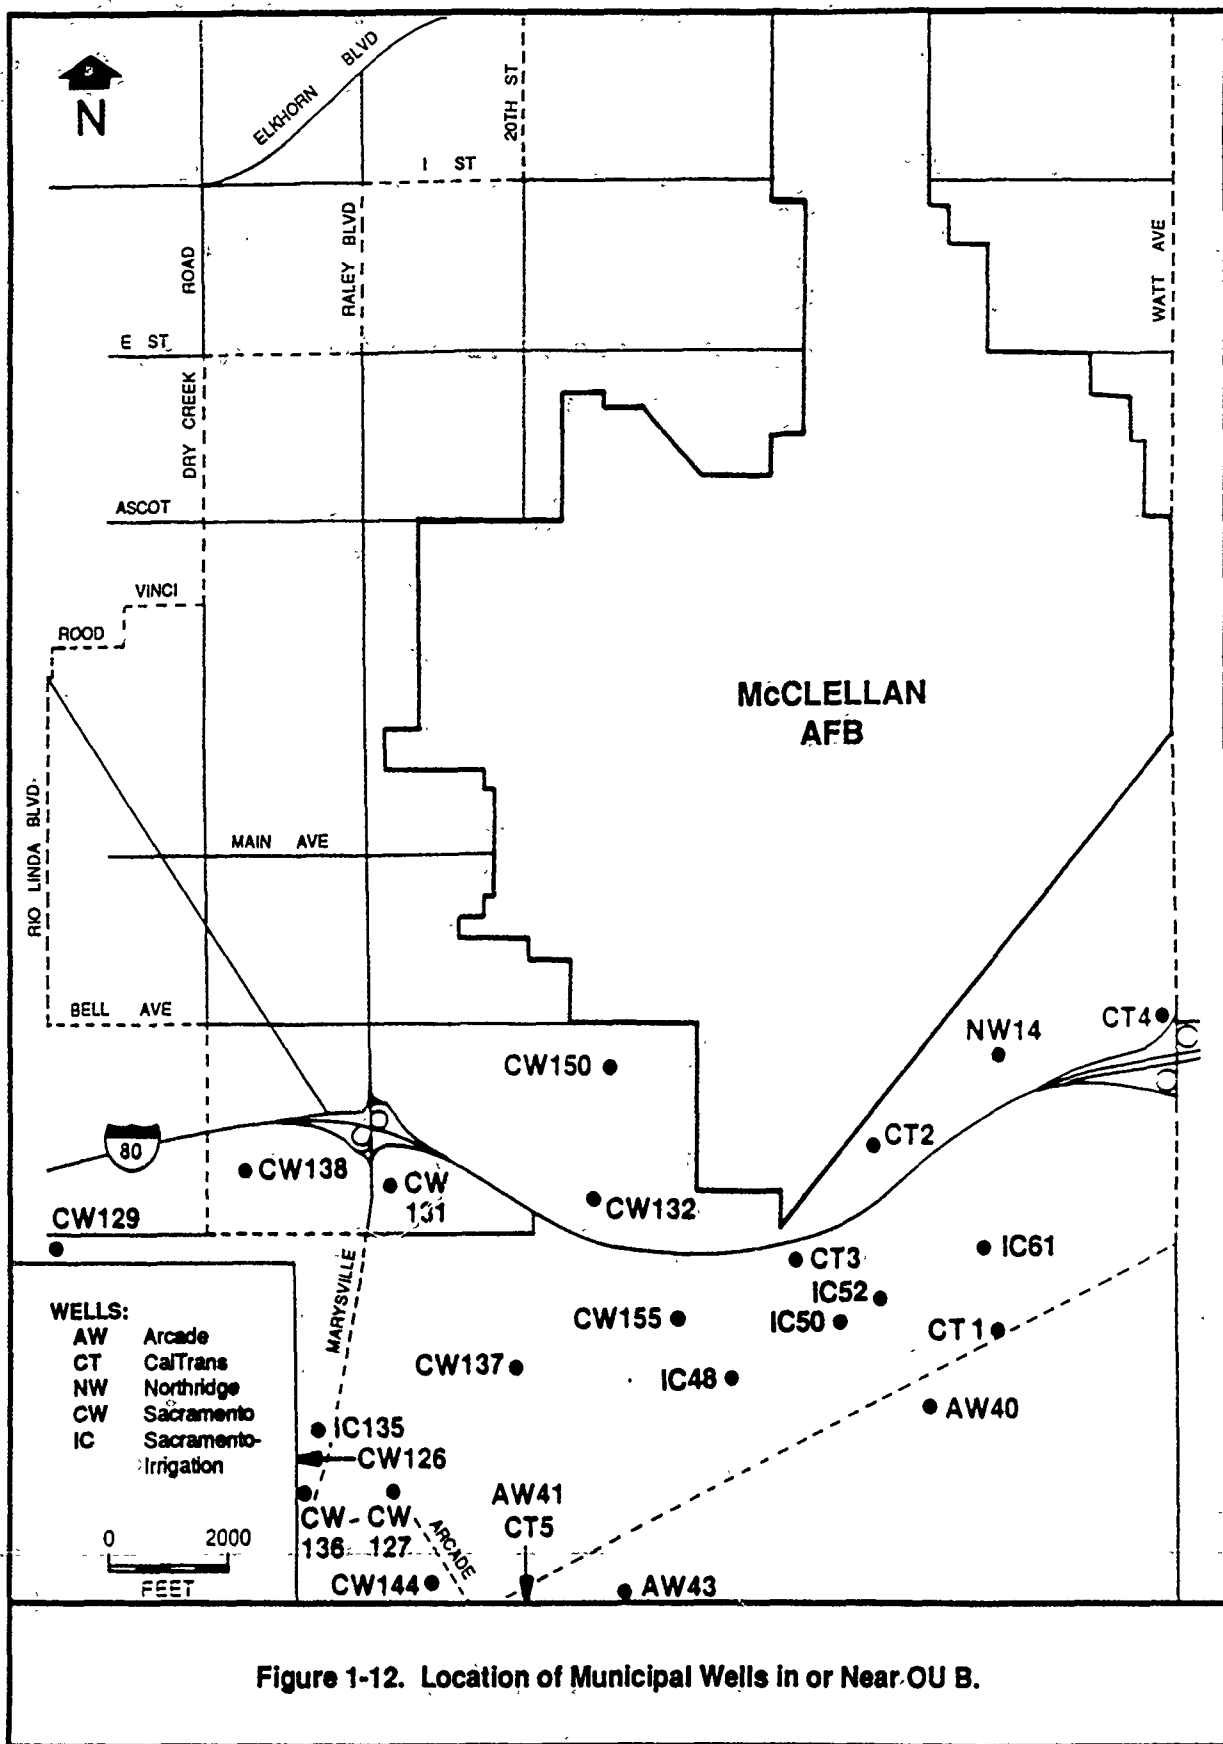 ELKHORN BLVD
20TH ST
N
I ST
ROAD
RALEY BLVD
WATT AVE
E ST
DRY CREEK
ASCOT
VINCI
ROOD
McCLELLAN
AFB
RIO LINDA BLVD
MAIN AVE
BELL AVE
NW14
CT4
CW150
80
CT2
CW138
CW
131
CW132
CW129
IC61
CT3
MARYSVILLE
IC52
WELLS:
AW Arcade
CT CalTrans
NW Northridge
CW Sacramento
IC Sacramento-
Irrigation
CW155
IC50
CT1
CW137
IC48
AW40
IC135
CW126
AW41
CT5
CW
136
CW
127
ARCADE
0 2000
FEET
CW144
AW43
Figure 1-12. Location of Municipal Wells in or Near OU B.